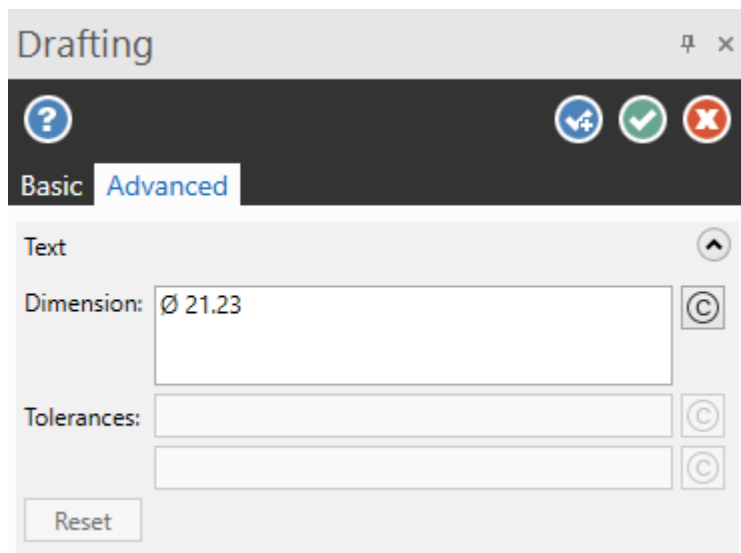 Drafting
Basic Advanced
Text
Dimension: Ø 21.23
Tolerances:
Reset